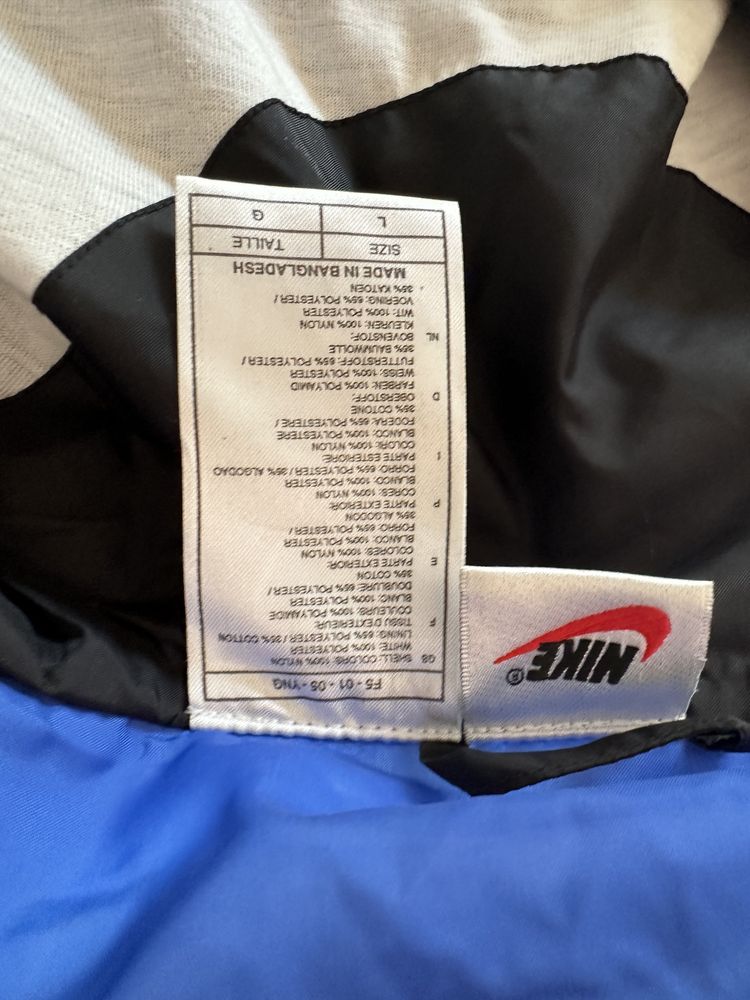 F5 - 01 - 05 - YNG
GB SHELL: COLORS: 100% NYLON
WHITE: 100% POLYESTER
LINING: 65% POLYESTER / 35% COTTON
F TISSU D'EXTERIEUR:
COULEURS: 100% POLYAMIDE
BLANC: 100% POLYESTER
DOUBLURE: 65% POLYESTER /
35% COTON
E PARTE EXTERIOR:
COLORES: 100% NYLON
BLANCO: 100% POLYESTER
FORRO: 65% POLYESTER /
35% ALGODON
P PARTE EXTERIOR:
CORES: 100% NYLON
BLANCO: 100% POLYESTER
FORRO: 65% POLYESTER / 35% ALGODAO
I PARTE ESTERIORE:
COLORI: 100% NYLON
BLANCO: 100% POLYESTERE
FODERA: 65% POLYESTERE /
35% COTONE
D OBERSTOFF:
FARBEN: 100% POLYAMID
WEISS: 100% POLYESTER
FUTTERSTOFF: 65% POLYESTER /
35% BAUMWOLLE
NL BOVENSTOF:
KLEUREN: 100% NYLON
WIT: 100% POLYESTER
VOERING: 65% POLYESTER /
35% KATOEN
MADE IN BANGLADESH
SIZE TAILLE
L G
NIKE ®